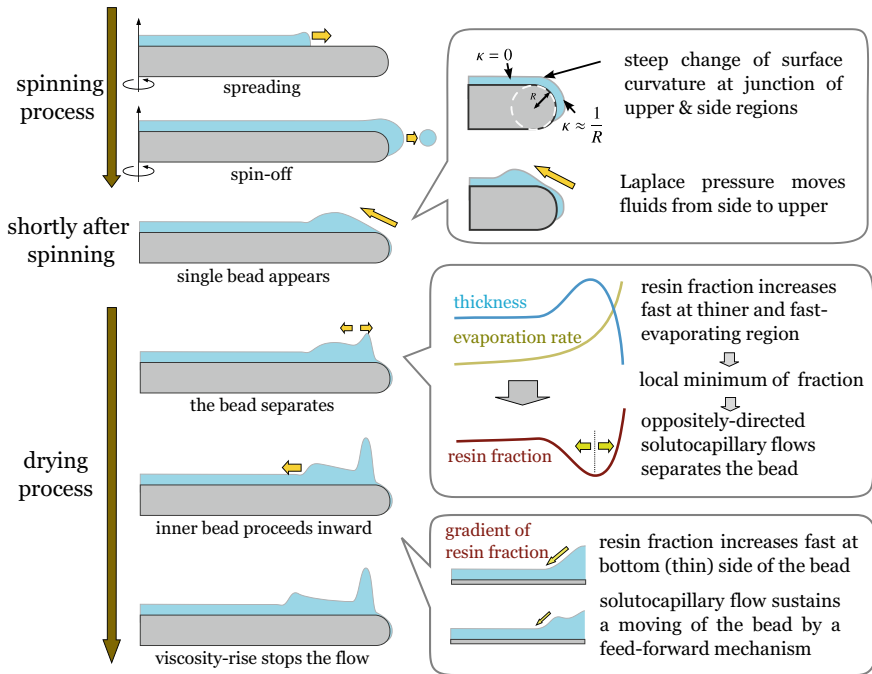 spinning
process
spreading
spin-off
κ = 0
R
κ ≈ 1/R
steep change of surface
curvature at junction of
upper & side regions
Laplace pressure moves
fluids from side to upper
shortly after
spinning
single bead appears
drying
process
the bead separates
thickness
evaporation rate
resin fraction
resin fraction increases
fast at thinner and fast-
evaporating region
local minimum of fraction
oppositely-directed
solutocapillary flows
separates the bead
inner bead proceeds inward
gradient of
resin fraction
resin fraction increases fast at
bottom (thin) side of the bead
solutocapillary flow sustains
a moving of the bead by a
feed-forward mechanism
viscosity-rise stops the flow